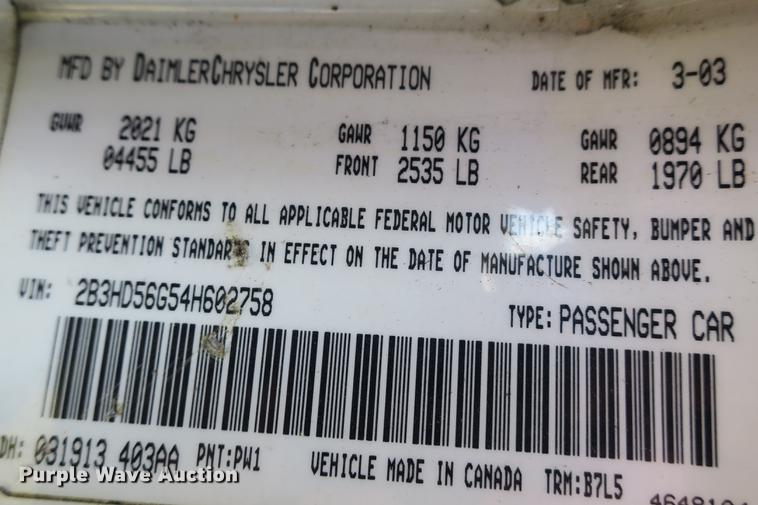 MFD BY DAIMLERCHRYSLER CORPORATION DATE OF MFR: 3-03
GVWR 2021 KG GAWR 1150 KG GAWR 0894 KG
04455 LB FRONT 2535 LB REAR 1970 LB
THIS VEHICLE CONFORMS TO ALL APPLICABLE FEDERAL MOTOR VEHICLE SAFETY, BUMPER AND
THEFT PREVENTION STANDARDS IN EFFECT ON THE DATE OF MANUFACTURE SHOWN ABOVE.
VIN: 2B3HD56G54H602758 TYPE: PASSENGER CAR
DH: 031913 403AA PNT:PW1 VEHICLE MADE IN CANADA TRM:B7L5
Purple Wave Auction